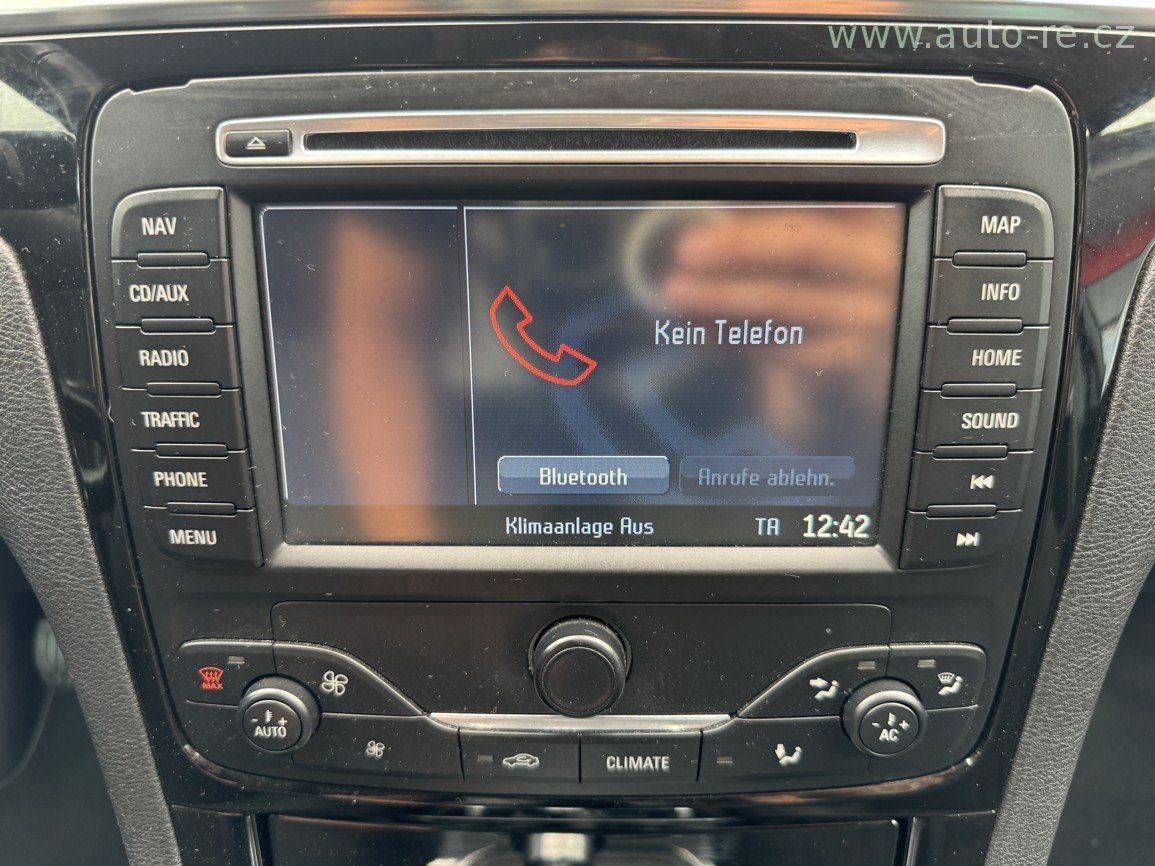 www.auto-re.cz
NAV
CD/AUX
RADIO
TRAFFIC
PHONE
MENU
Kein Telefon
Bluetooth
Anrufe ablehn.
Klimaanlage Aus
TA
12:42
MAP
INFO
HOME
SOUND
MAX
- +
AUTO
CLIMATE
- +
AC